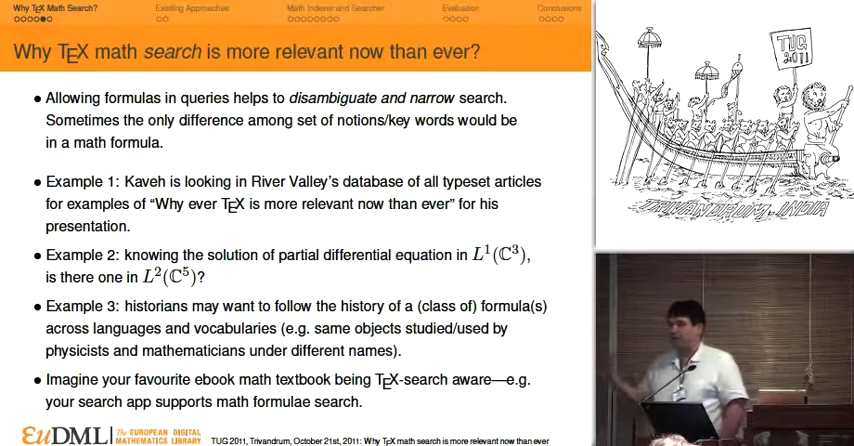 Why TEX Math Search?
Existing Approaches
Math Indexer and Searcher
Evaluation
Conclusions
Why TEX math search is more relevant now than ever?
• Allowing formulas in queries helps to disambiguate and narrow search.
Sometimes the only difference among set of notions/key words would be
in a math formula.
• Example 1: Kaveh is looking in River Valley's database of all typeset articles
for examples of “Why ever TEX is more relevant now than ever” for his
presentation.
• Example 2: knowing the solution of partial differential equation in L¹(ℂ³),
is there one in L²(ℂ⁵)?
• Example 3: historians may want to follow the history of a (class of) formula(s)
across languages and vocabularies (e.g. same objects studied/used by
physicists and mathematicians under different names).
• Imagine your favourite ebook math textbook being TEX-search aware—e.g.
your search app supports math formulae search.
EuDML
The EUROPEAN DIGITAL
MATHEMATICS LIBRARY
TUG 2011, Trivandrum, October 21st, 2011: Why TEX math search is more relevant now than ever
TUG
2011
TRIVANDRUM-INDIA